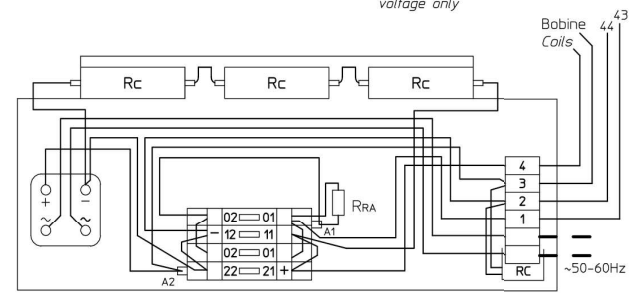 voltage only
Bobine 44 43
Coils
Rc Rc Rc
4
+ − 3
02 01 RRA 2
~ ~ − 12 11 A1 1
02 01
22 21 + RC ~50-60Hz
A2